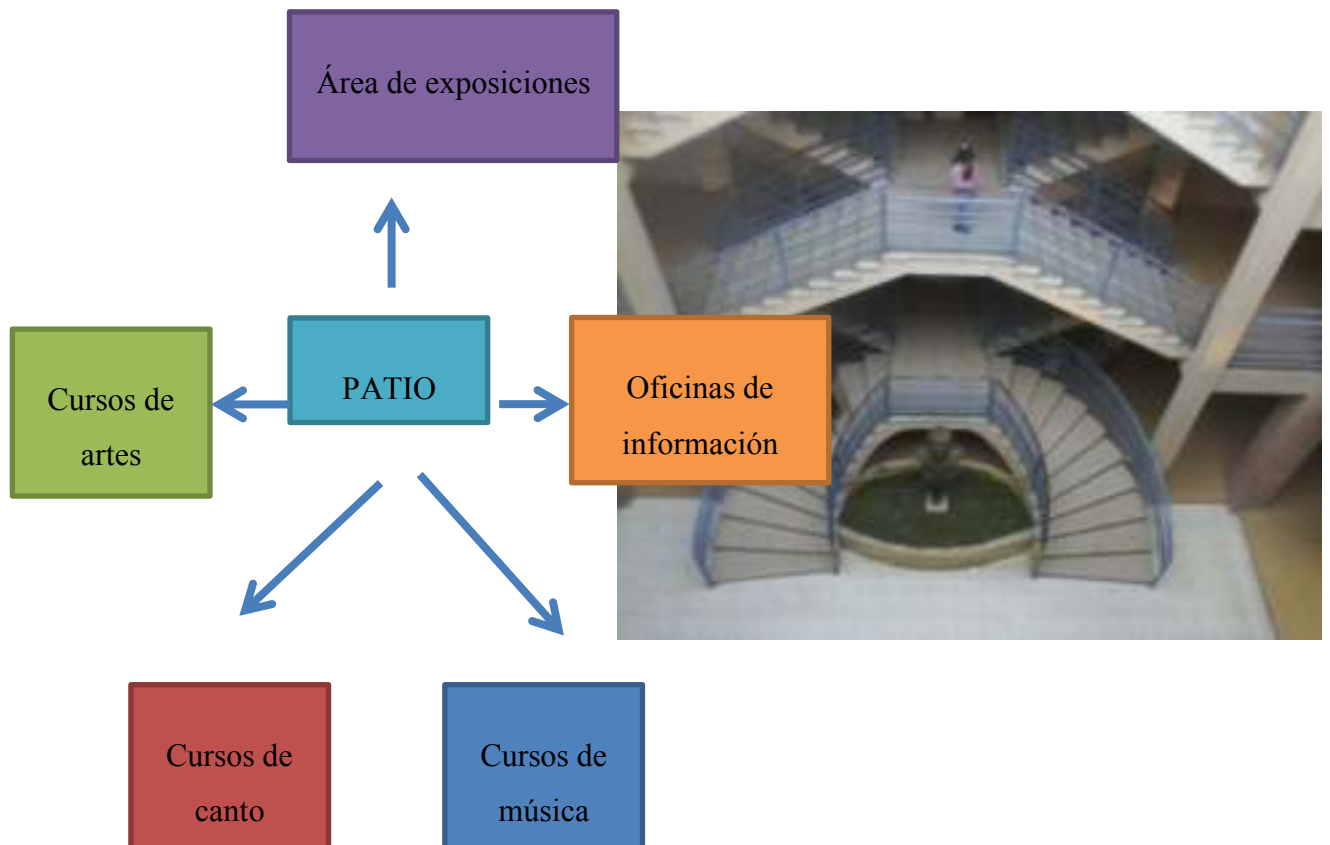 Área de exposiciones
PATIO
Cursos de
artes
Oficinas de
información
Cursos de
canto
Cursos de
música